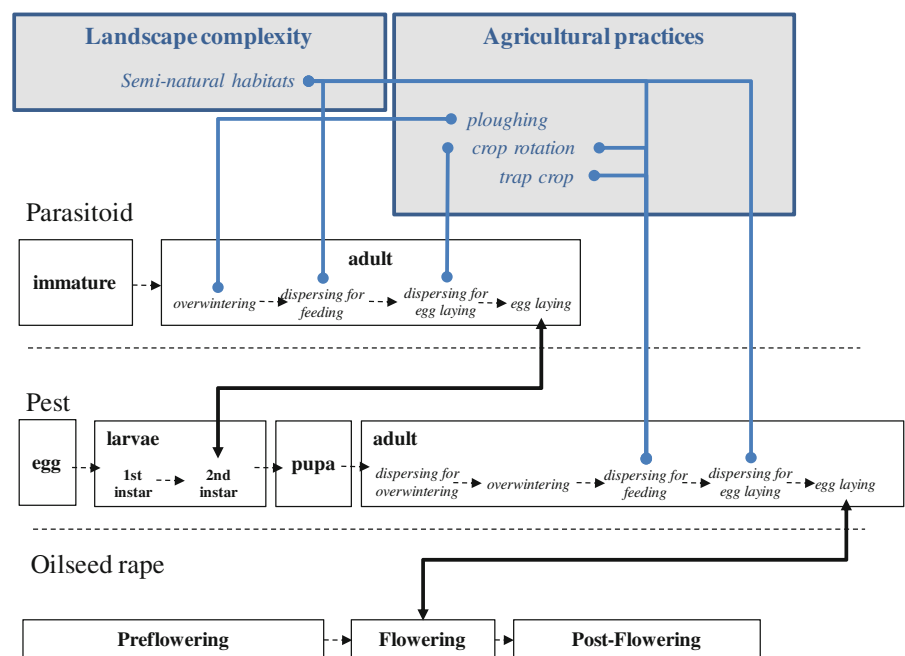 Landscape complexity
Agricultural practices
Semi-natural habitats
ploughing
crop rotation
trap crop
Parasitoid
immature
adult
overwintering
dispersing for
feeding
dispersing for
egg laying
egg laying
Pest
egg
larvae
1st
instar
2nd
instar
pupa
adult
dispersing for
overwintering
overwintering
dispersing for
feeding
dispersing for
egg laying
egg laying
Oilseed rape
Preflowering
Flowering
Post-Flowering